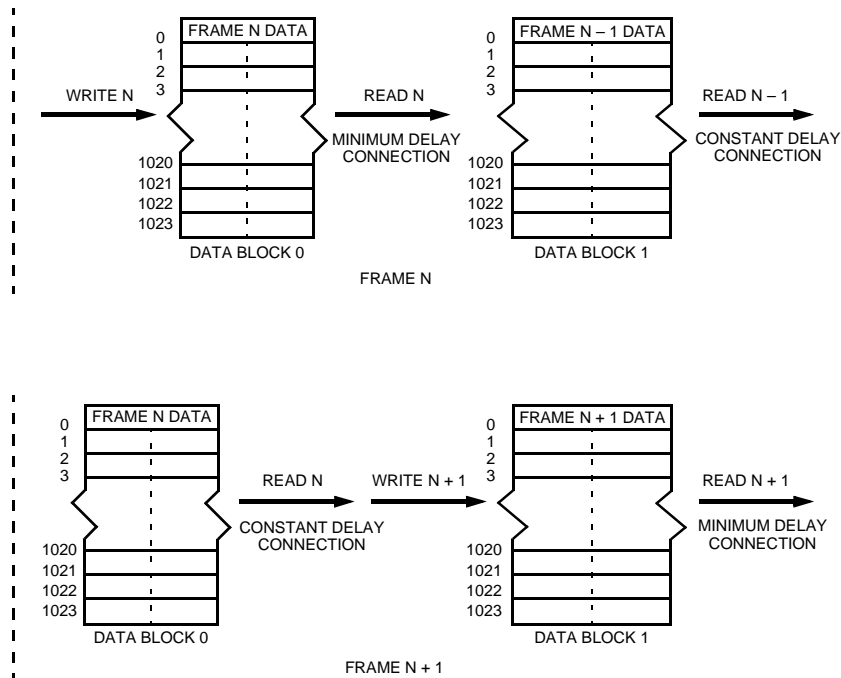 FRAME N DATA
FRAME N – 1 DATA
0
1
2
3
0
1
2
3
WRITE N
READ N
READ N – 1
MINIMUM DELAY
CONNECTION
CONSTANT DELAY
CONNECTION
1020
1021
1022
1023
1020
1021
1022
1023
DATA BLOCK 0
DATA BLOCK 1
FRAME N
FRAME N DATA
FRAME N + 1 DATA
0
1
2
3
0
1
2
3
READ N
WRITE N + 1
READ N + 1
CONSTANT DELAY
CONNECTION
MINIMUM DELAY
CONNECTION
1020
1021
1022
1023
1020
1021
1022
1023
DATA BLOCK 0
DATA BLOCK 1
FRAME N + 1